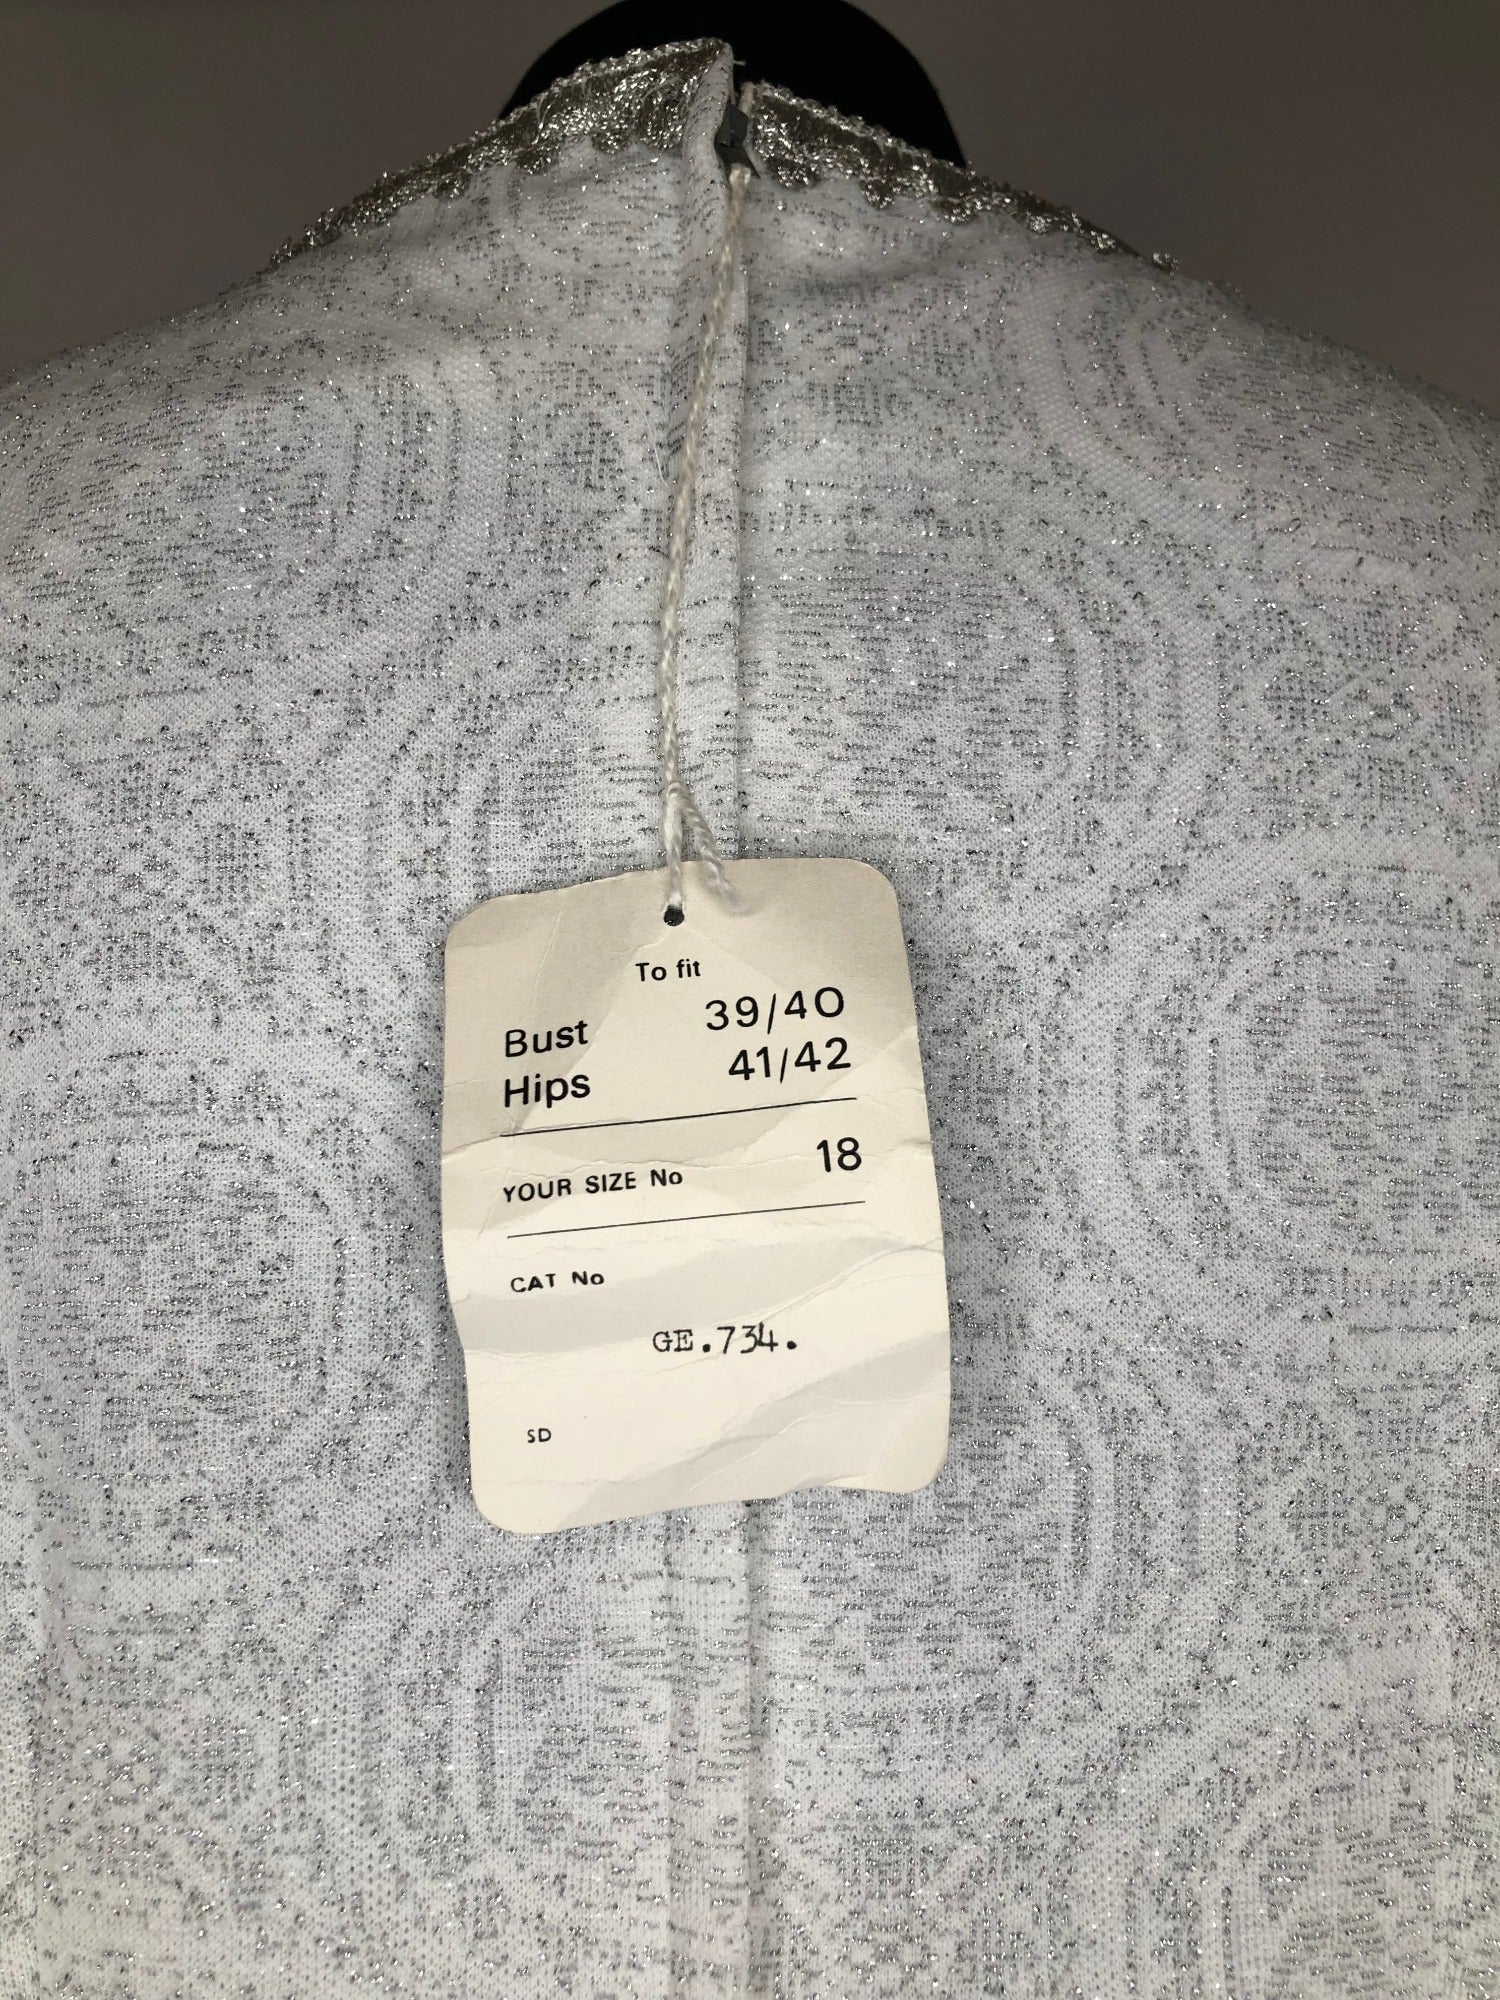 To fit
Bust 39/40
Hips 41/42
YOUR SIZE No 18
CAT No
GE.734.
SD